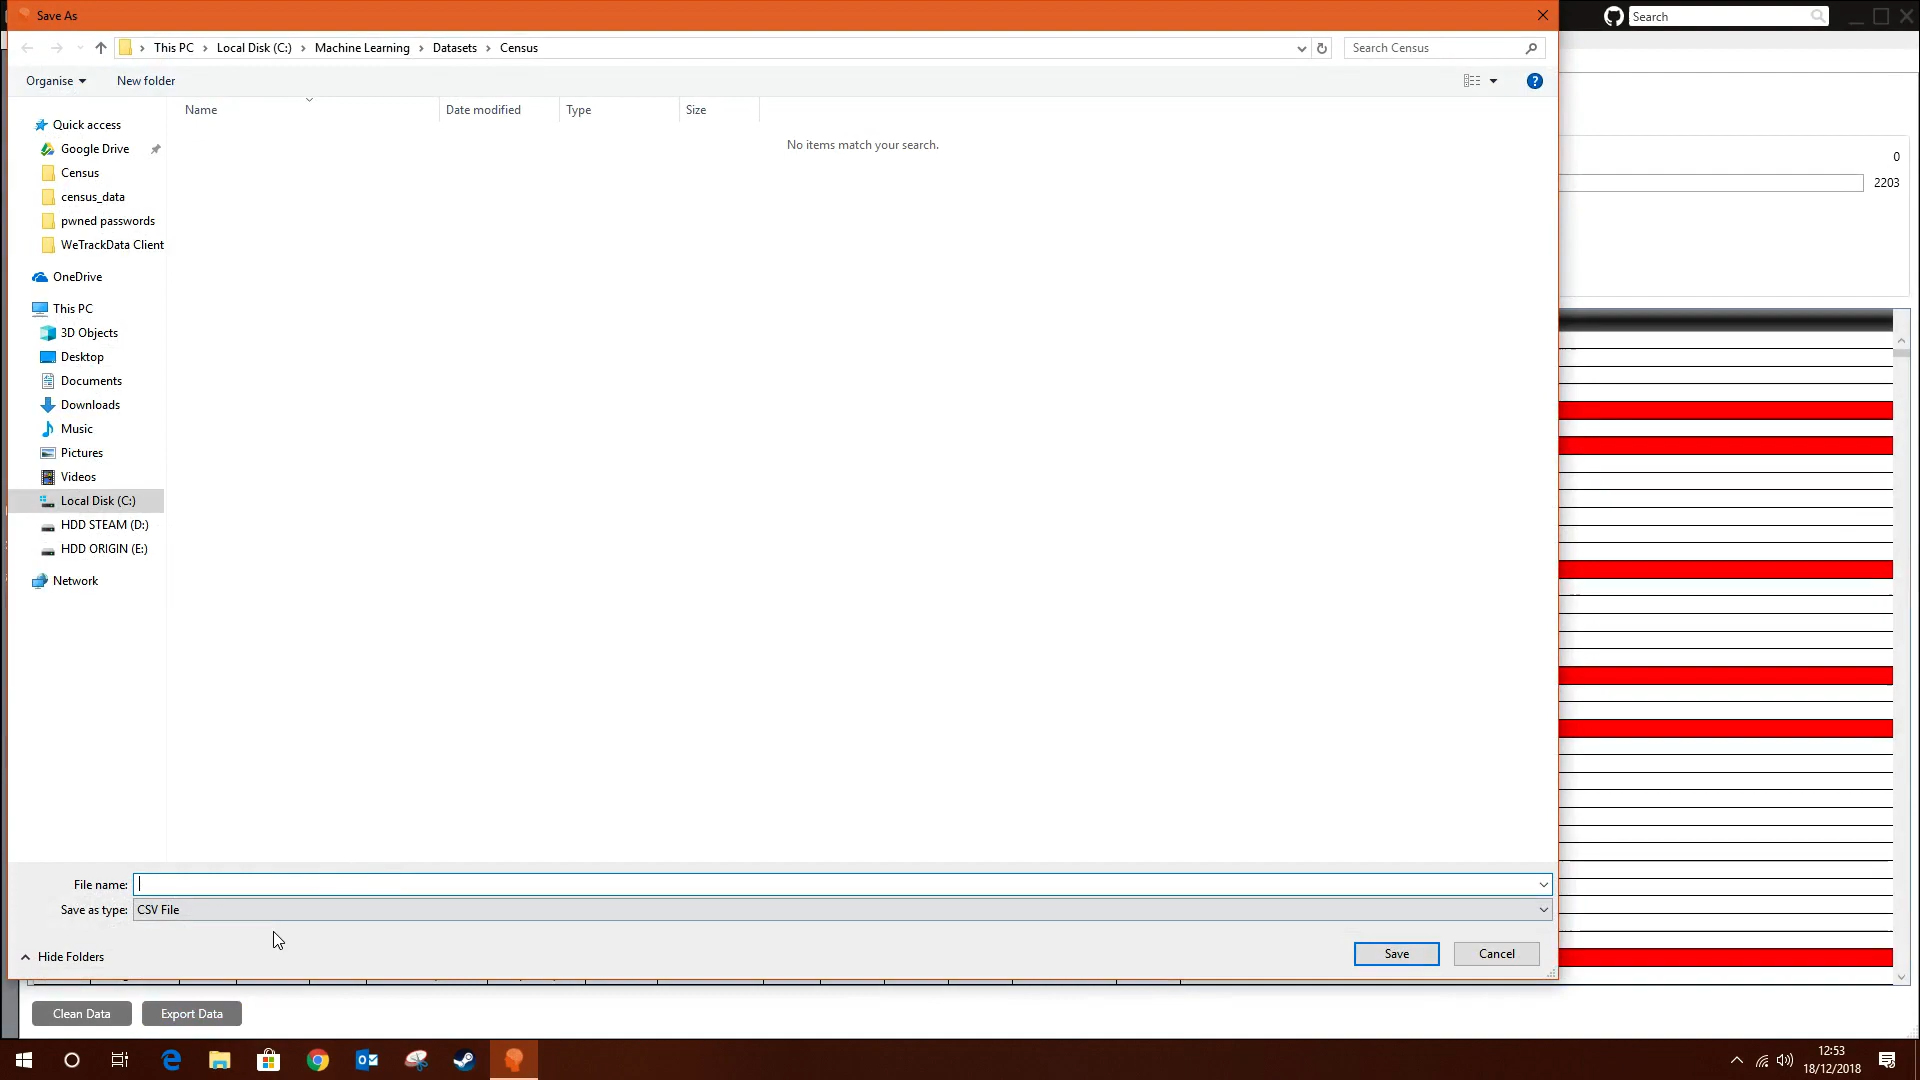 Save As
Search
This PC > Local Disk (C:) > Machine Learning > Datasets > Census
Search Census
Organise
New folder
?
Name
Date modified
Type
Size
No items match your search.
0
2203
Quick access
Google Drive
Census
census_data
pwned passwords
WeTrackData Client
OneDrive
This PC
3D Objects
Desktop
Documents
Downloads
Music
Pictures
Videos
Local Disk (C:)
HDD STEAM (D:)
HDD ORIGIN (E:)
Network
File name:
Save as type: CSV File
Hide Folders
Save
Cancel
Clean Data
Export Data
12:53
18/12/2018